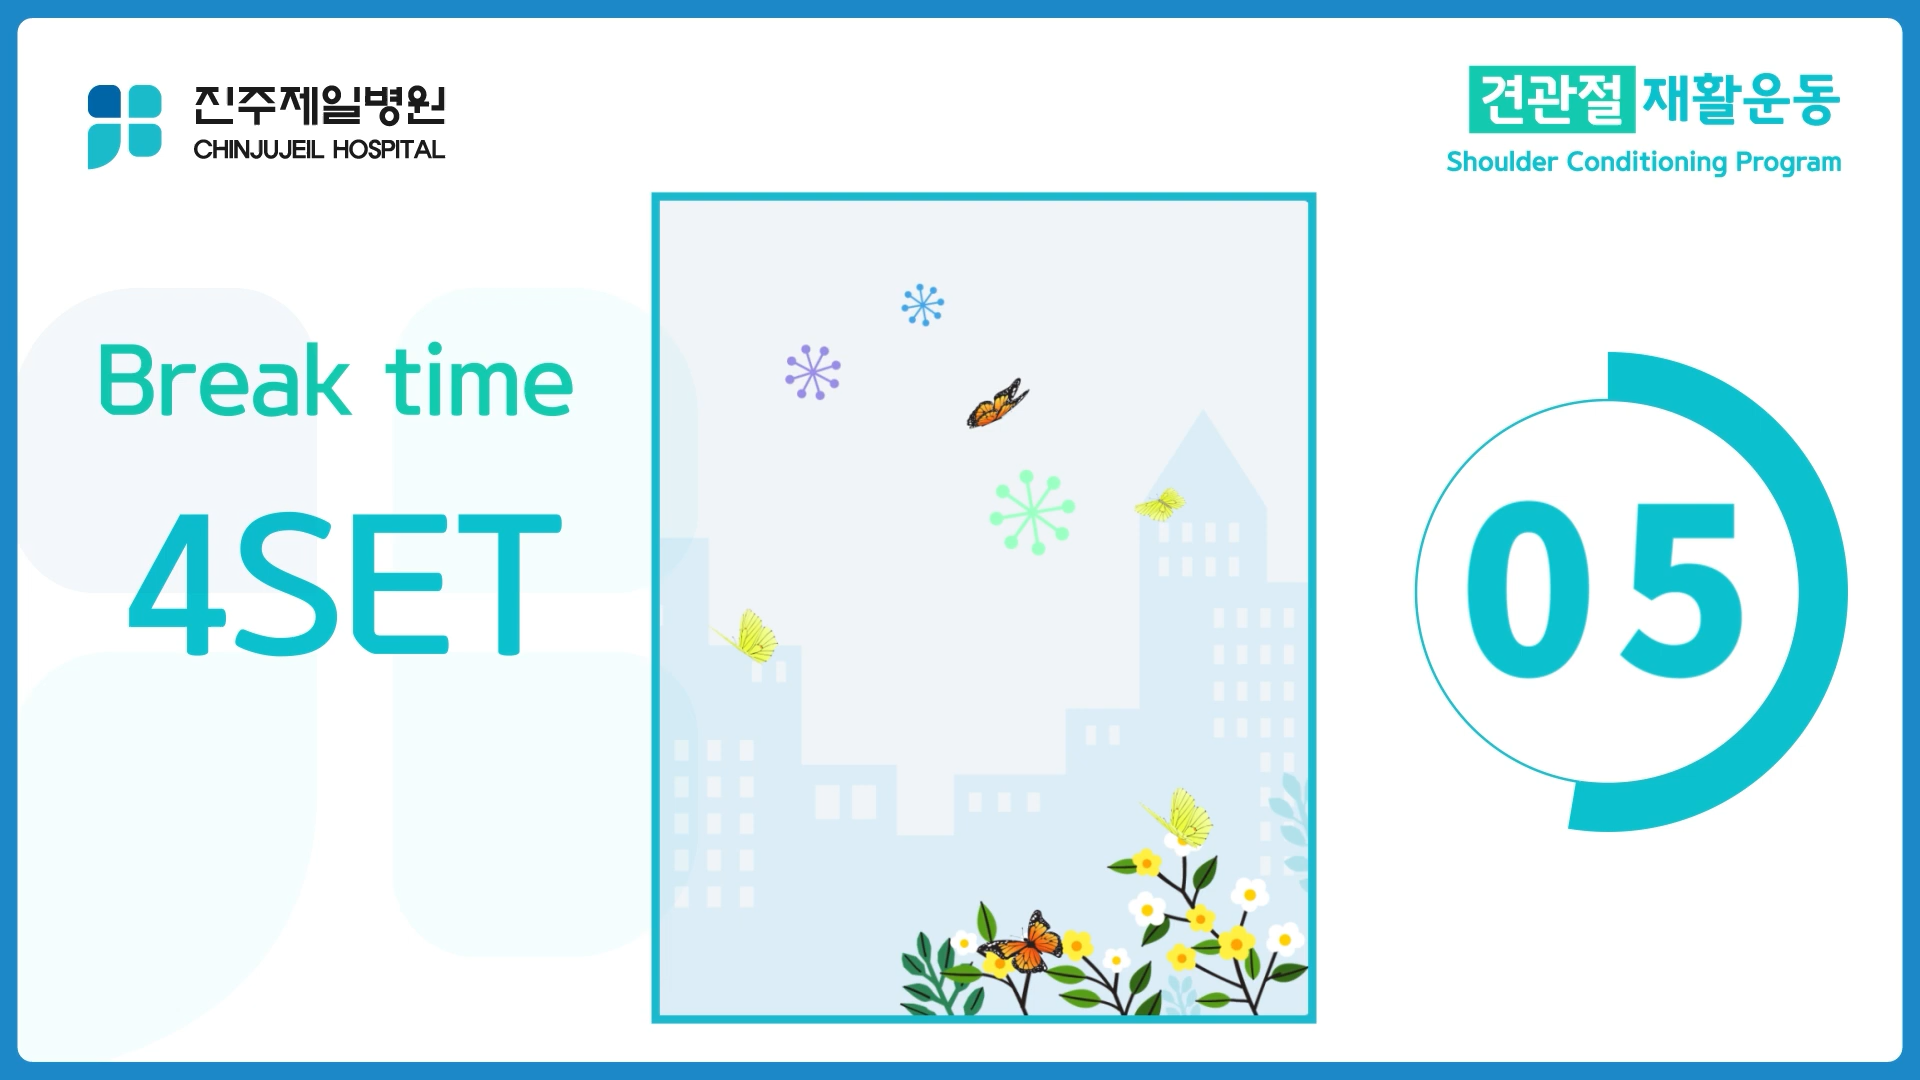 진주제일병원
CHINJUJEIL HOSPITAL
견관절 재활운동
Shoulder Conditioning Program
Break time
4SET
05